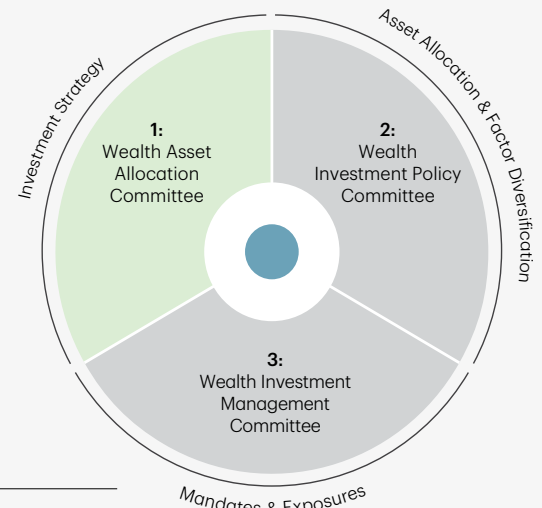 Investment Strategy
Asset Allocation & Factor Diversification
1:
Wealth Asset
Allocation
Committee
2:
Wealth
Investment Policy
Committee
3:
Wealth Investment
Management
Committee
Mandates & Exposures